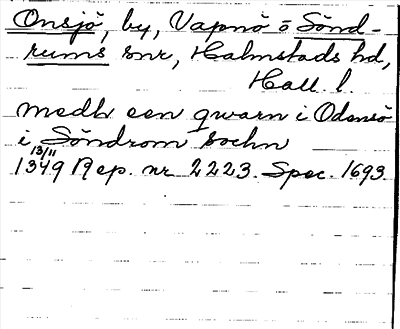 Onsjö, by, Vapnö o Sönd-
rums snr, Halmstads hd,
Hall. l.
medh een qwarn i Odensö
i Söndrom sochn
13/11
1349 Rep. nr 2223. Spec. 1693.